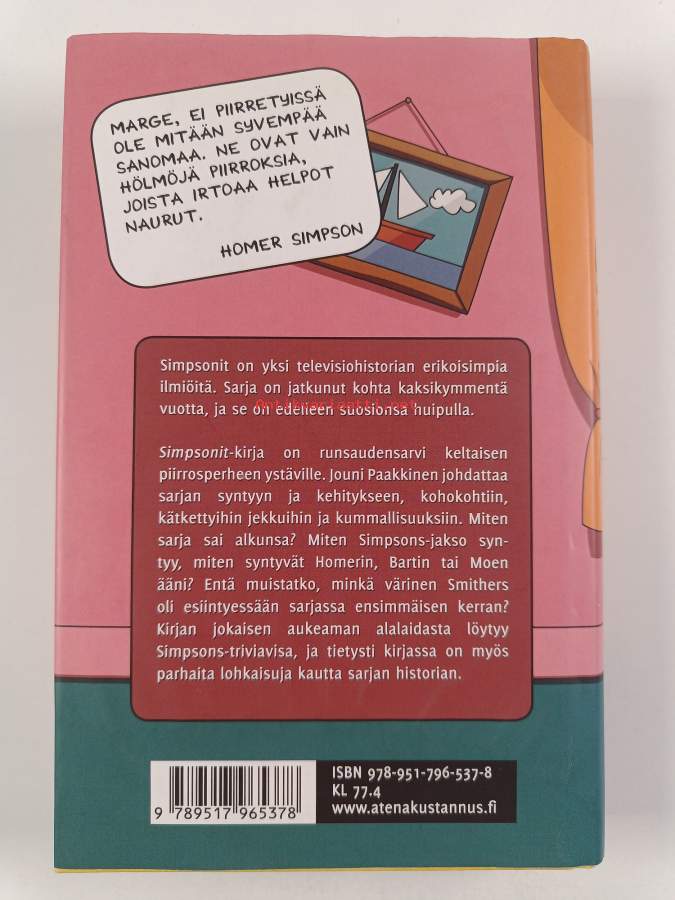 MARGE, EI PIIRRETYISSÄ
OLE MITÄÄN SYVEMPÄÄ
SANOMAA. NE OVAT VAIN
HÖLMÖJÄ PIIRROKSIA,
JOISTA IRTOAA HELPOT
NAURUT.
HOMER SIMPSON
Simpsonit on yksi televisiohistorian erikoisimpia
ilmiöitä. Sarja on jatkunut kohta kaksikymmentä
vuotta, ja se on edelleen suosionsa huipulla.
Antikvariaatti.net
Simpsonit-kirja on runsaudensarvi keltaisen
piirrosperheen ystäville. Jouni Paakkinen johdattaa
sarjan syntyyn ja kehitykseen, kohokohtiin,
kätkettyihin jekkuihin ja kummallisuuksiin. Miten
sarja sai alkunsa? Miten Simpsons-jakso syn-
tyy, miten syntyvät Homerin, Bartin tai Moen
ääni? Entä muistatko, minkä värinen Smithers
oli esiintyessään sarjassa ensimmäisen kerran?
Kirjan jokaisen aukeaman alalaidasta löytyy
Simpsons-triviavisa, ja tietysti kirjassa on myös
parhaita lohkaisuja kautta sarjan historian.
ISBN 978-951-796-537-8
KL 77.4
www.atenakustannus.fi
9 789517 965378